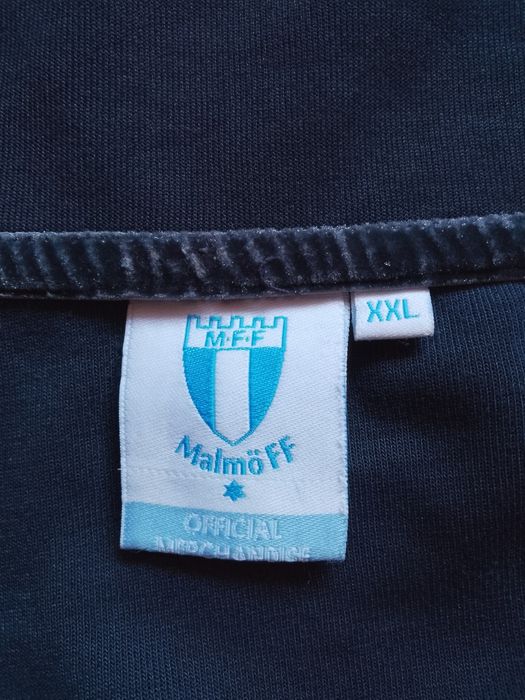 M·F·F
XXL
Malmö FF
OFFICIAL
MERCHANDISE